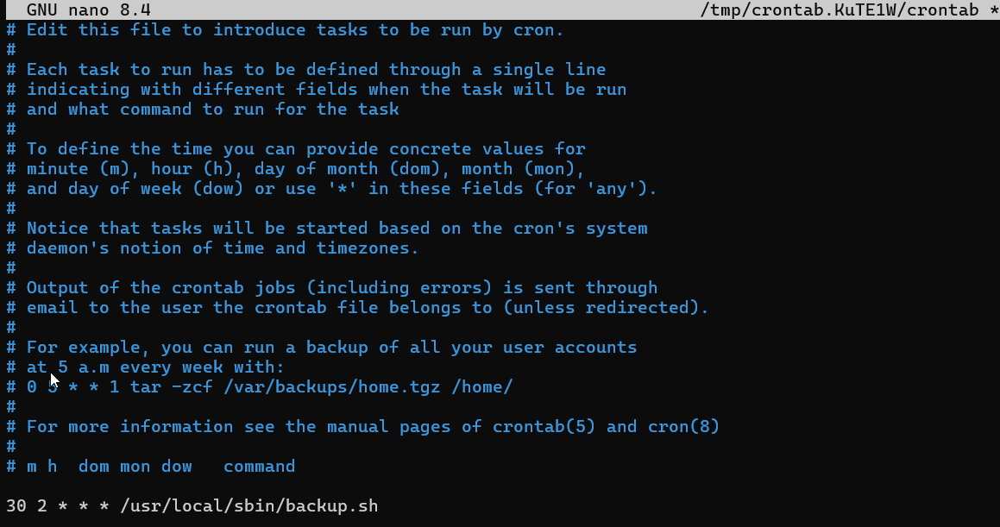 GNU nano 8.4 /tmp/crontab.KuTE1W/crontab *
# Edit this file to introduce tasks to be run by cron.
#
# Each task to run has to be defined through a single line
# indicating with different fields when the task will be run
# and what command to run for the task
#
# To define the time you can provide concrete values for
# minute (m), hour (h), day of month (dom), month (mon),
# and day of week (dow) or use '*' in these fields (for 'any').
#
# Notice that tasks will be started based on the cron's system
# daemon's notion of time and timezones.
#
# Output of the crontab jobs (including errors) is sent through
# email to the user the crontab file belongs to (unless redirected).
#
# For example, you can run a backup of all your user accounts
# at 5 a.m every week with:
# 0 5 * * 1 tar -zcf /var/backups/home.tgz /home/
#
# For more information see the manual pages of crontab(5) and cron(8)
#
# m h  dom mon dow   command
30 2 * * * /usr/local/sbin/backup.sh